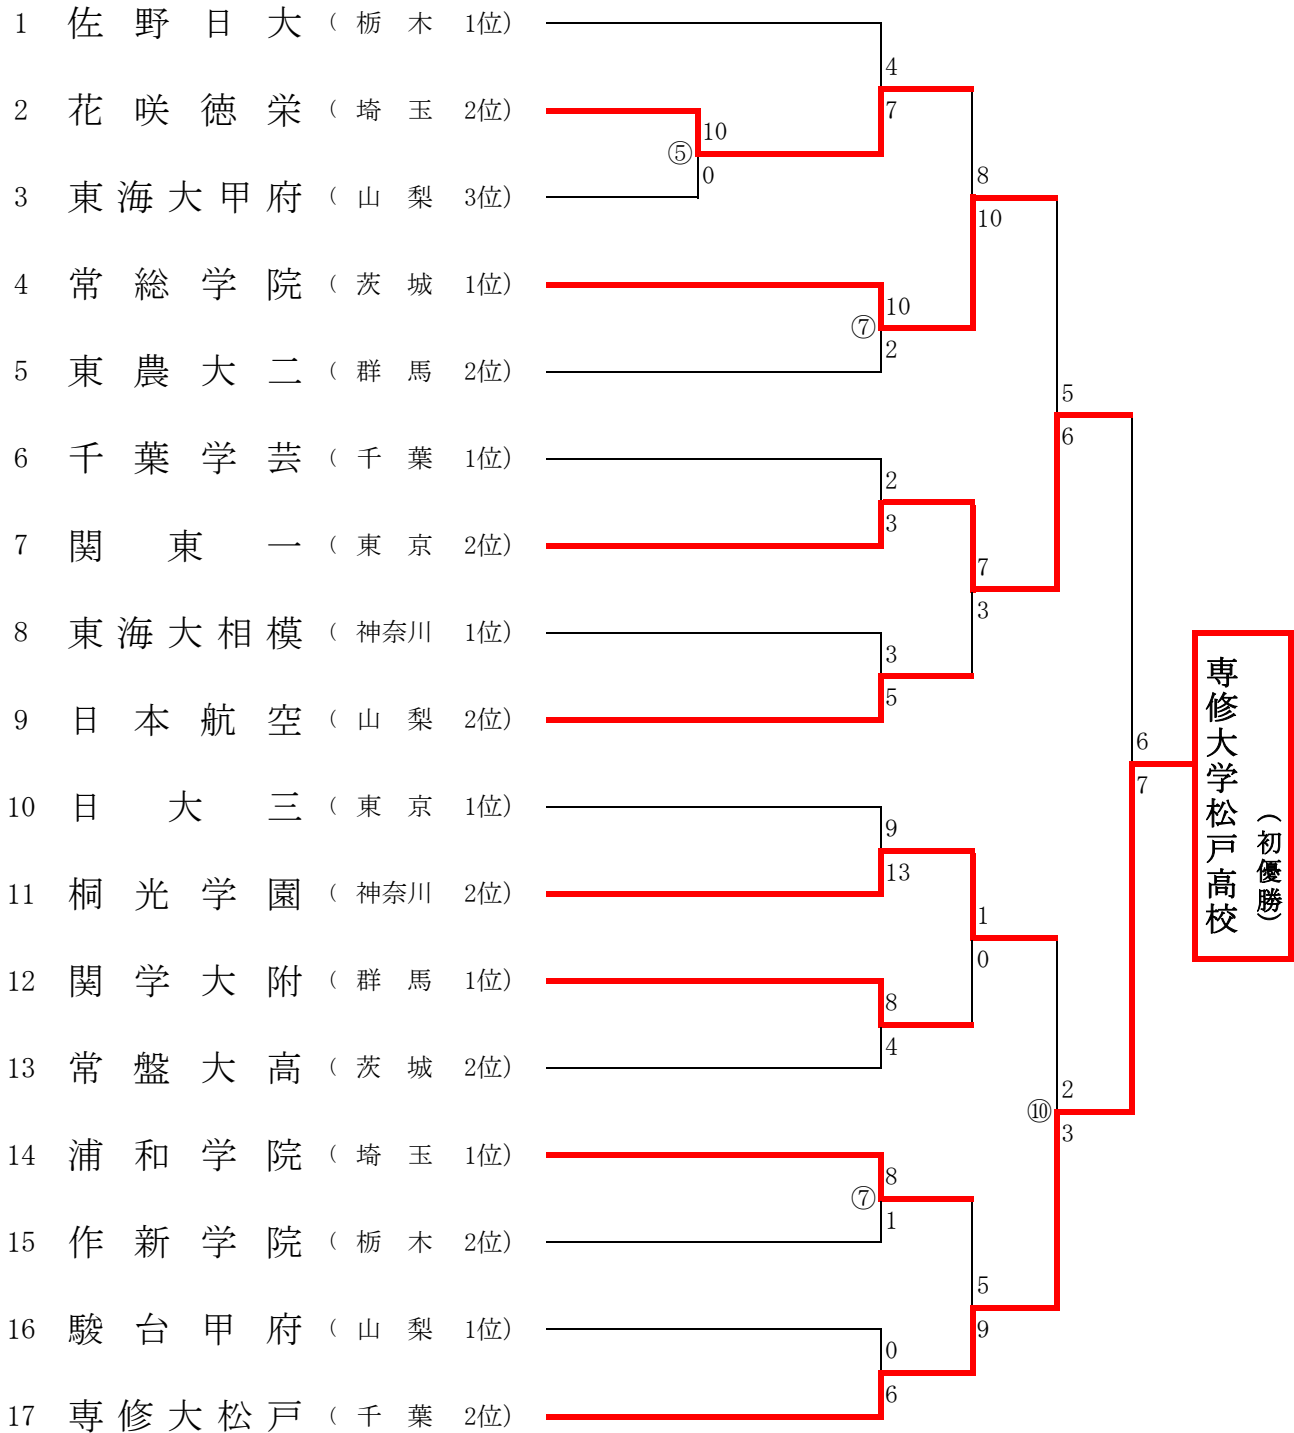 1 佐野日大 （ 栃木 1位）
4
2 花咲徳栄 （ 埼玉 2位）
7
10
⑤
0
8
3 東海大甲府 （ 山梨 3位）
10
4 常総学院 （ 茨城 1位）
10
⑦
2
5 東農大二 （ 群馬 2位）
5
6
6 千葉学芸 （ 千葉 1位）
2
3
7 関東一 （ 東京 2位）
7
3
8 東海大相模 （ 神奈川 1位）
3
5
9 日本航空 （ 山梨 2位）
6
7
専修大学松戸高校
（初優勝）
10 日大三 （ 東京 1位）
9
13
11 桐光学園 （ 神奈川 2位）
1
0
12 関学大附 （ 群馬 1位）
8
4
13 常盤大高 （ 茨城 2位）
2
⑩
3
14 浦和学院 （ 埼玉 1位）
8
⑦
1
15 作新学院 （ 栃木 2位）
5
9
16 駿台甲府 （ 山梨 1位）
0
6
17 専修大松戸 （ 千葉 2位）